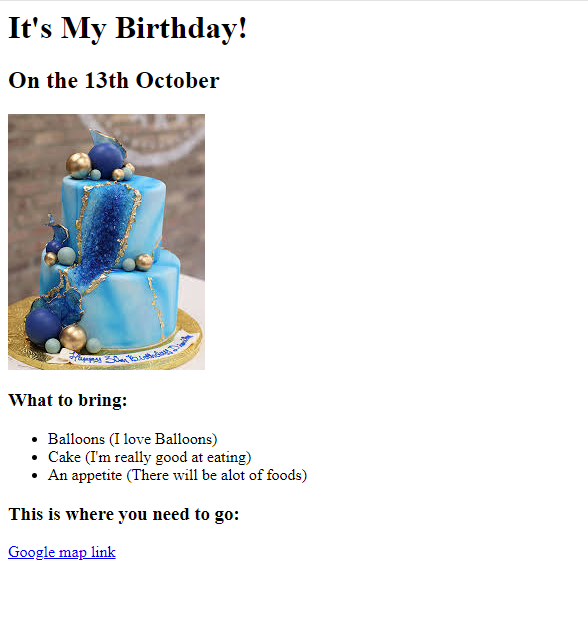 It's My Birthday!
On the 13th October
Happy 30th Birthday
What to bring:
Balloons (I love Balloons)
Cake (I'm really good at eating)
An appetite (There will be alot of foods)
This is where you need to go:
Google map link